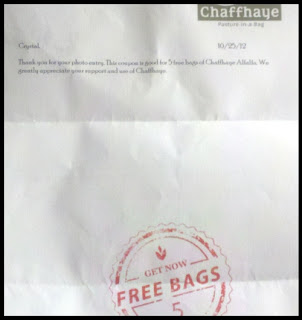 Chaffhaye
Pasture in a Bag
Crystal, 10/25/12
Thank you for your photo entry. This coupon is good for 5 free bags of Chaffhaye Alfalfa. We
greatly appreciate your support and use of Chaffhaye.
GET NOW
FREE BAGS
5